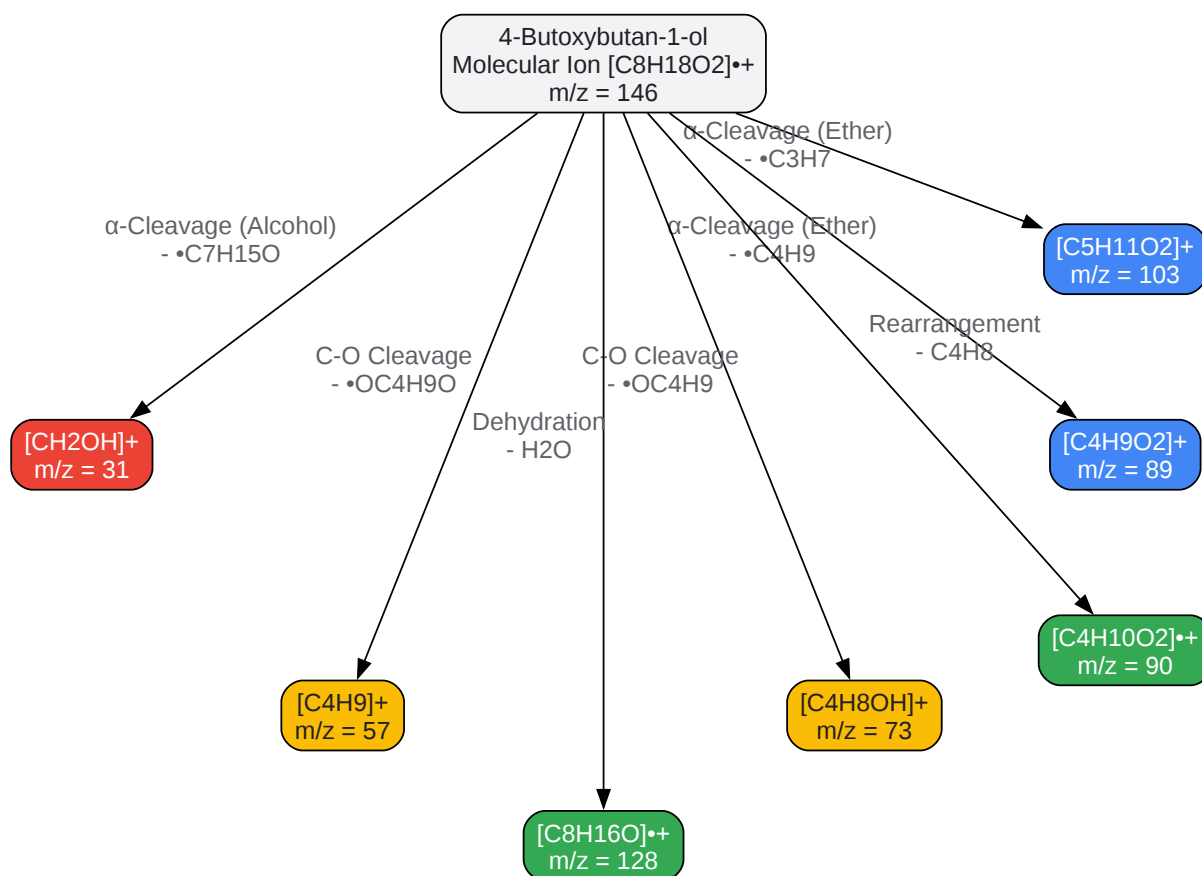 4-Butoxybutan-1-ol
Molecular Ion [C8H18O2]•+
m/z = 146
α-Cleavage (Ether)
- •C3H7
α-Cleavage (Alcohol)
- •C7H15O
α-Cleavage (Ether)
- •C4H9
[C5H11O2]+
m/z = 103
Rearrangement
- C4H8
C-O Cleavage
- •OC4H9O
C-O Cleavage
- •OC4H9
Dehydration
- H2O
[CH2OH]+
m/z = 31
[C4H9O2]+
m/z = 89
[C4H10O2]•+
m/z = 90
[C4H9]+
m/z = 57
[C4H8OH]+
m/z = 73
[C8H16O]•+
m/z = 128